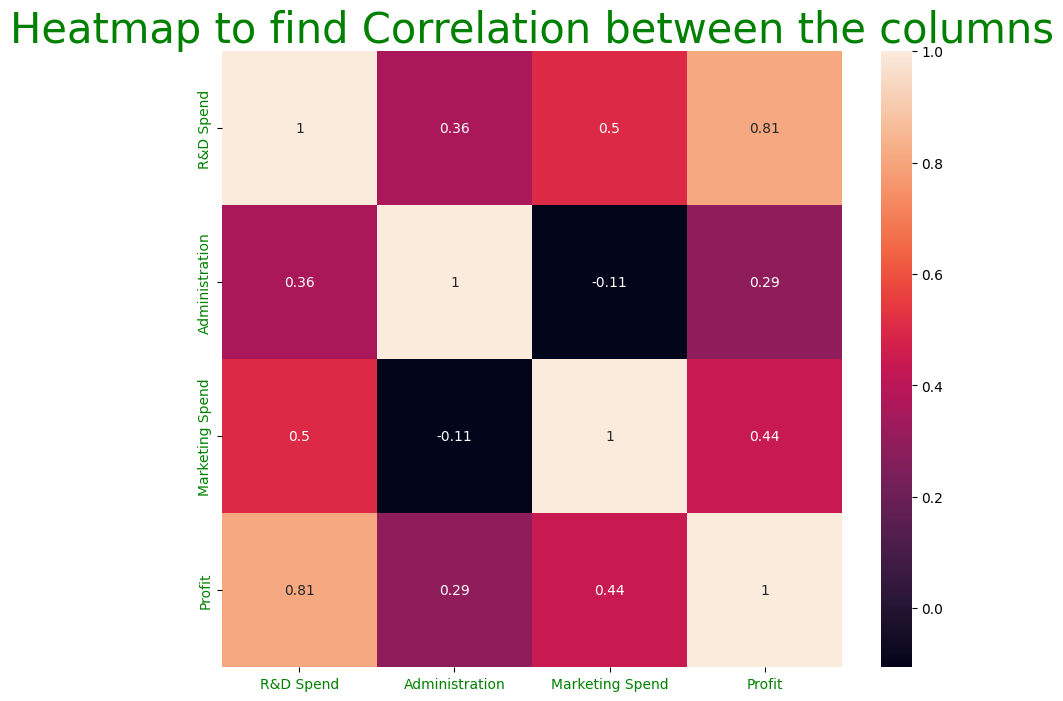 Heatmap to find Correlation between the columns
R&D Spend
1 0.36 0.5 0.81
Administration
0.36 1 -0.11 0.29
Marketing Spend
0.5 -0.11 1 0.44
Profit
0.81 0.29 0.44 1
R&D Spend Administration Marketing Spend Profit
1.0
0.8
0.6
0.4
0.2
0.0